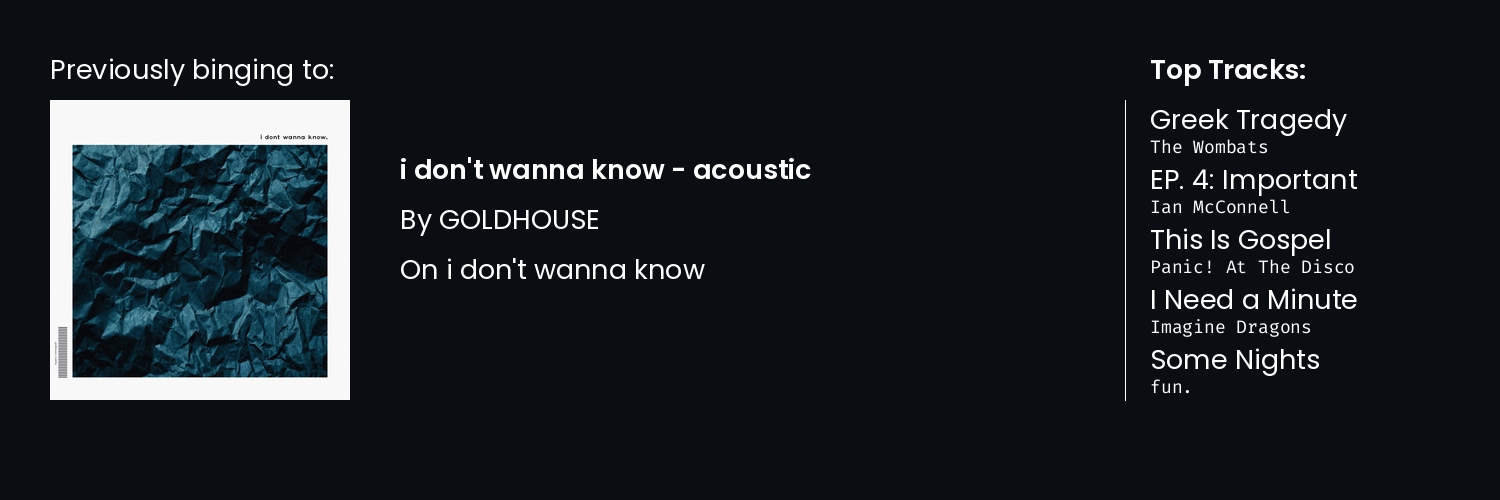 Previously binging to:
i dont wanna know.
i don't wanna know - acoustic
By GOLDHOUSE
On i don't wanna know
Top Tracks:
Greek Tragedy
The Wombats
EP. 4: Important
Ian McConnell
This Is Gospel
Panic! At The Disco
I Need a Minute
Imagine Dragons
Some Nights
fun.